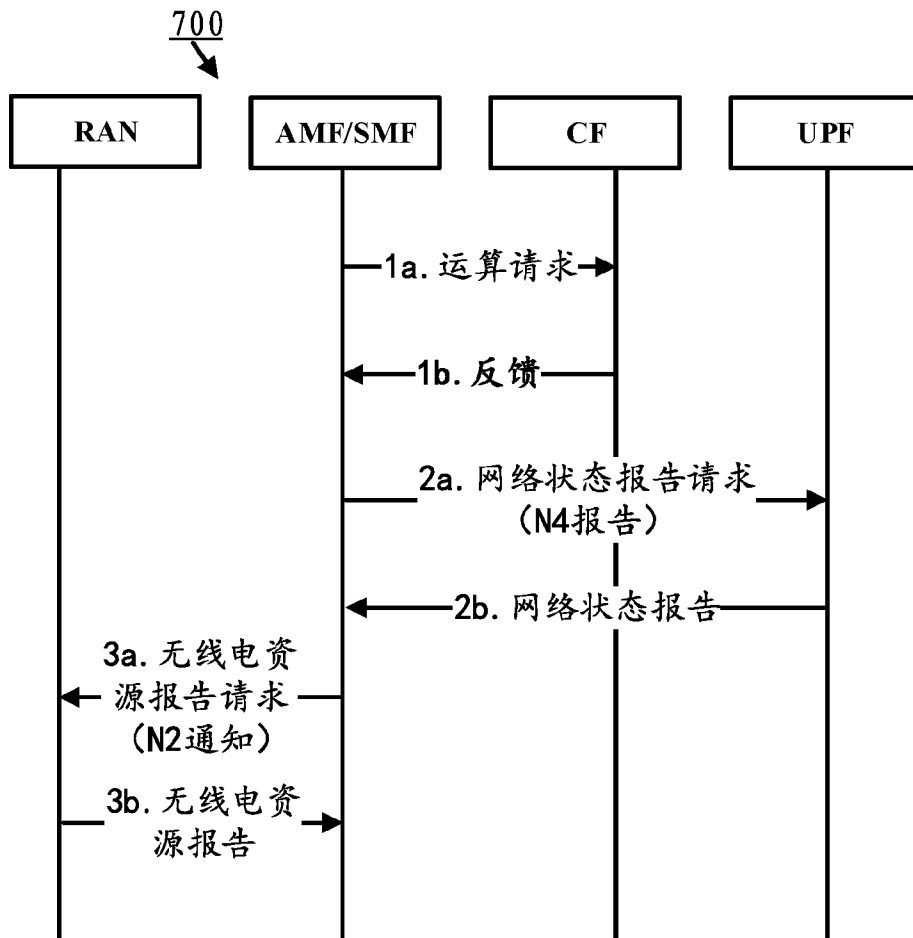 700
RAN
AMF/SMF
CF
UPF
1a.运算请求
1b.反馈
2a.网络状态报告请求
(N4报告)
2b.网络状态报告
3a.无线电资
源报告请求
(N2通知)
3b.无线电资
源报告